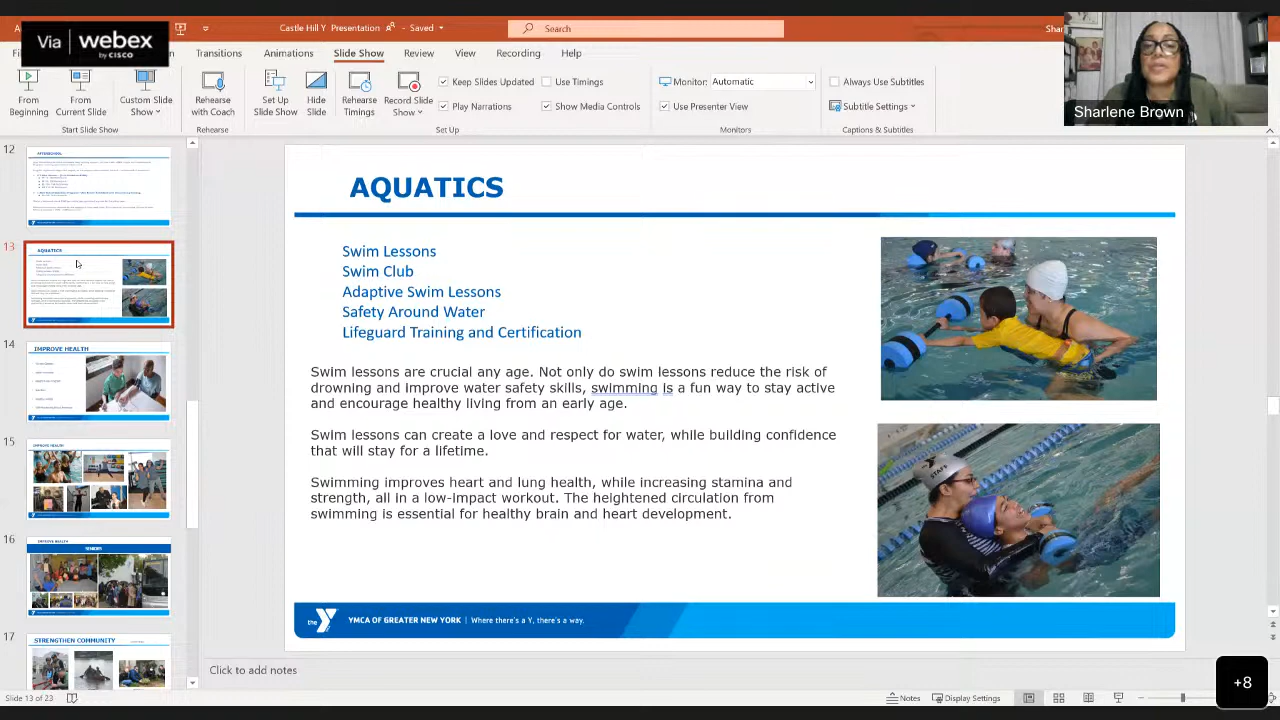 Via webex
by CISCO
Castle Hill Y Presentation
- Saved
Search
Transitions
Animations
Slide Show
Review
View
Recording
Help
From
Beginning
From
Current Slide
Custom Slide
Show
Rehearse
with Coach
Set Up
Slide Show
Hide
Slide
Rehearse
Timings
Record Slide
Show
Keep Slides Updated
Use Timings
Play Narrations
Show Media Controls
Monitor:
Automatic
Use Presenter View
Always Use Subtitles
Subtitle Settings
Start Slide Show
Rehearse
Set Up
Monitors
Captions & Subtitles
Sharlene Brown
12
AFTERSCHOOL
13
AQUATICS
14
IMPROVE HEALTH
15
IMPROVE HEALTH
16
IMPROVE HEALTH
SENIORS
17
STRENGTHEN COMMUNITY
AQUATICS
Swim Lessons
Swim Club
Adaptive Swim Lessons
Safety Around Water
Lifeguard Training and Certification
Swim lessons are crucial any age. Not only do swim lessons reduce the risk of
drowning and improve water safety skills, swimming is a fun way to stay active
and encourage healthy living from an early age.
Swim lessons can create a love and respect for water, while building confidence
that will stay for a lifetime.
Swimming improves heart and lung health, while increasing stamina and
strength, all in a low-impact workout. The heightened circulation from
swimming is essential for healthy brain and heart development.
STAFF
the Y YMCA OF GREATER NEW YORK | Where there's a Y, there's a way.
Click to add notes
Slide 13 of 23
Notes
Display Settings
+8